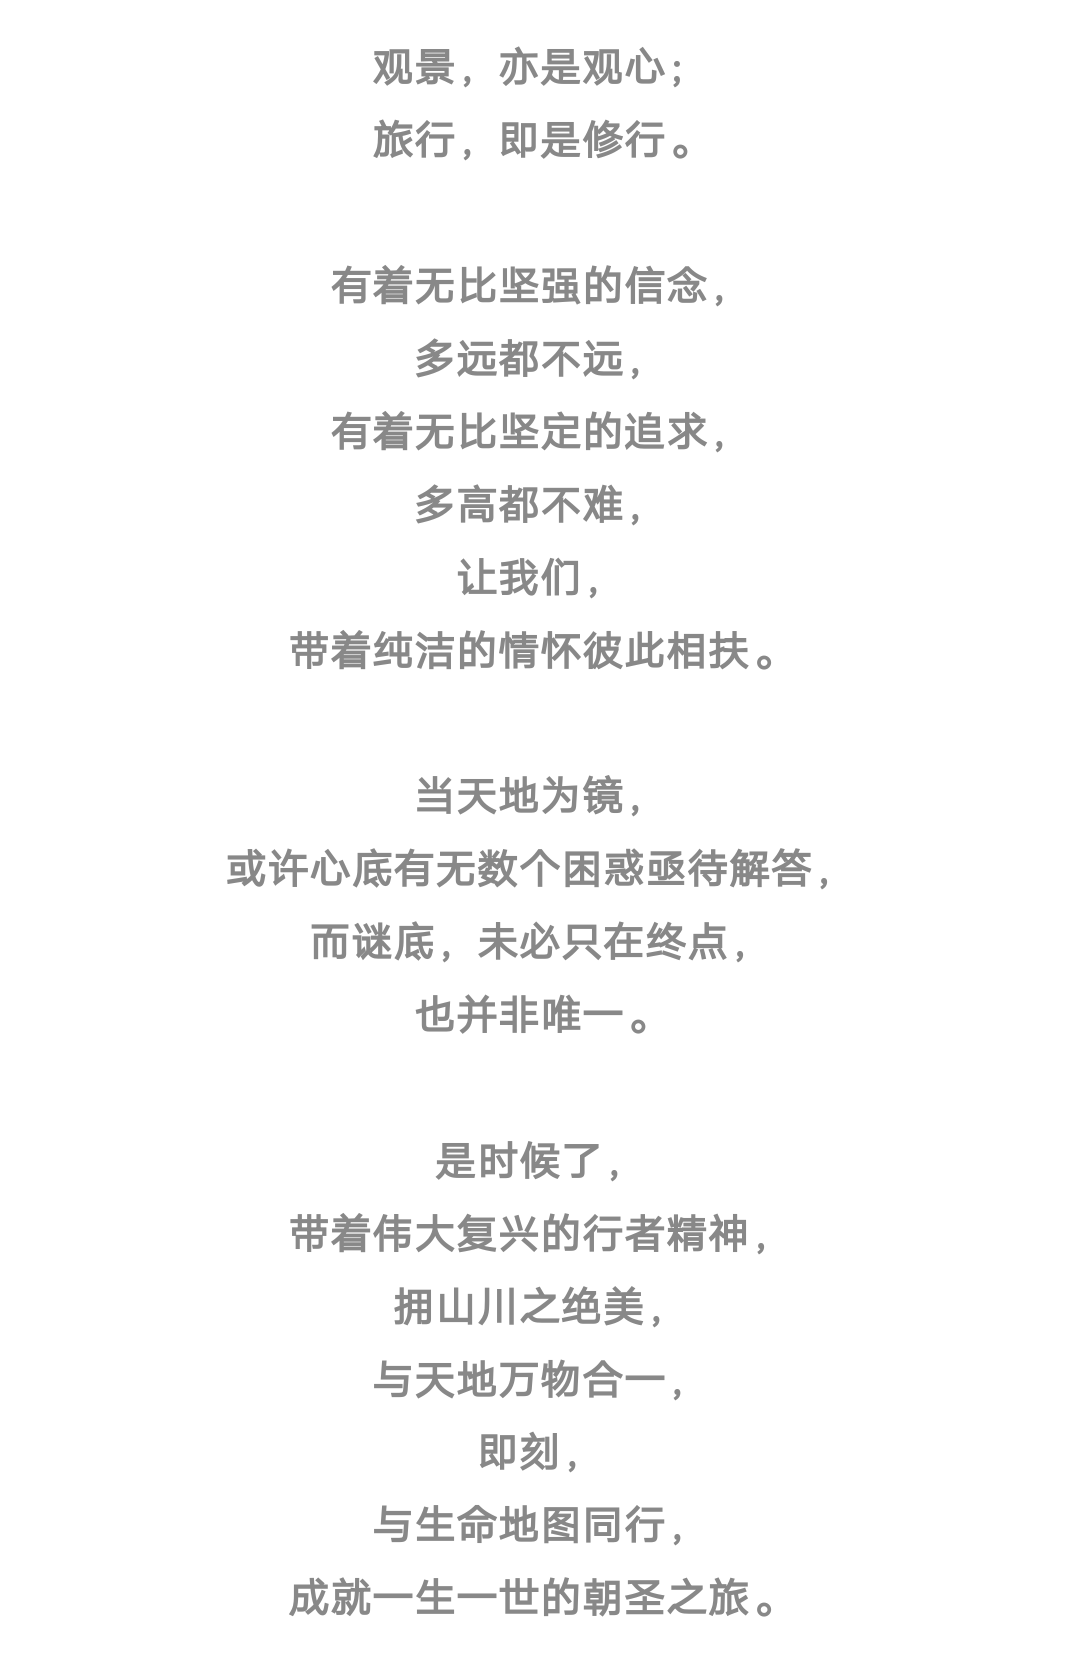 观景，亦是观心；
旅行，即是修行。
有着无比坚强的信念，
多远都不远，
有着无比坚定的追求，
多高都不难，
让我们，
带着纯洁的情怀彼此相扶。
当天地为镜，
或许心底有无数个困惑亟待解答，
而谜底，未必只在终点，
也并非唯一。
是时候了，
带着伟大复兴的行者精神，
拥山川之绝美，
与天地万物合一，
即刻，
与生命地图同行，
成就一生一世的朝圣之旅。